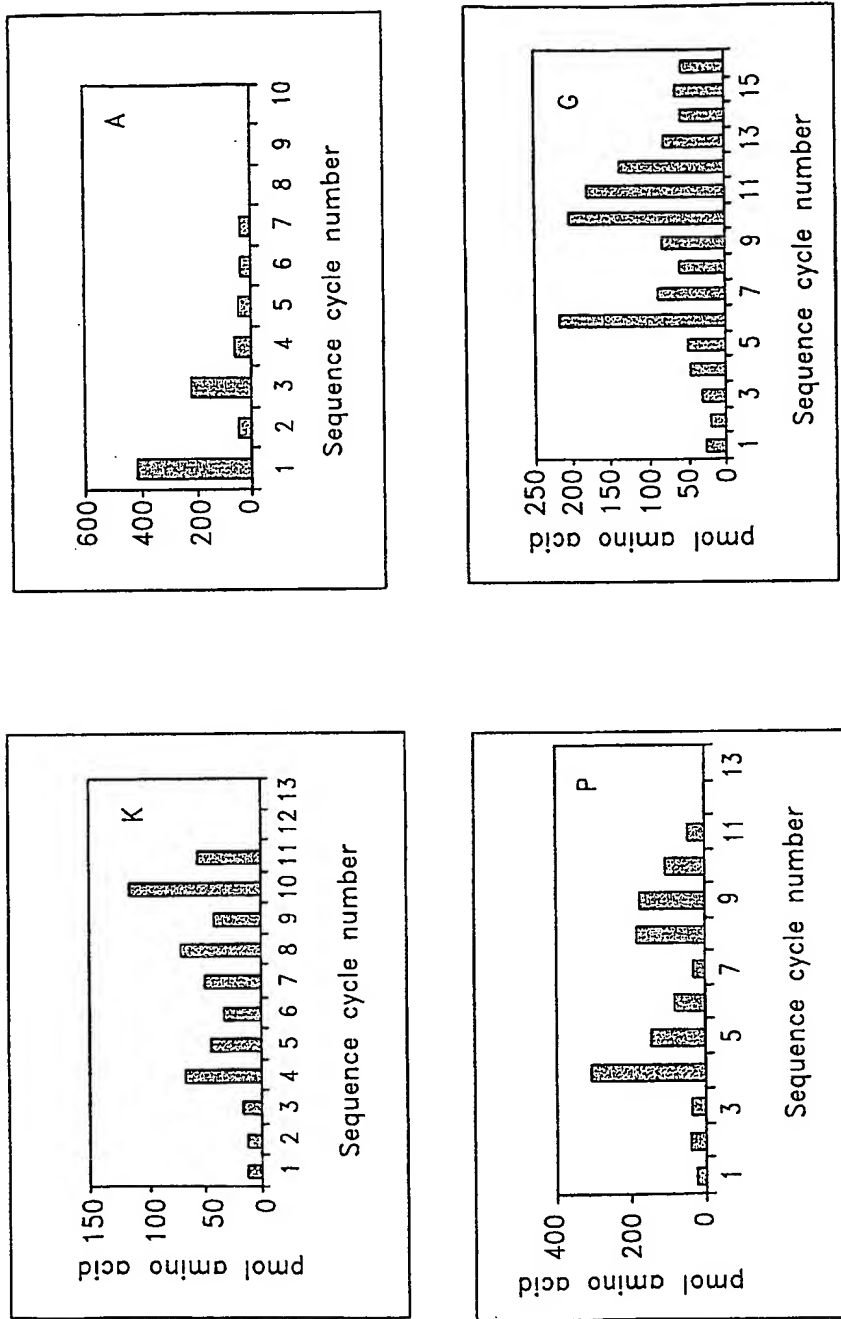 K
pmol amino acid
150
100
50
0
1 2 3 4 5 6 7 8 9 10 11 12 13
Sequence cycle number
A
600
400
200
0
1 2 3 4 5 6 7 8 9 10
Sequence cycle number
P
pmol amino acid
400
200
0
1 3 5 7 9 11 13
Sequence cycle number
G
pmol amino acid
250
200
150
100
50
0
1 3 5 7 9 11 13 15
Sequence cycle number